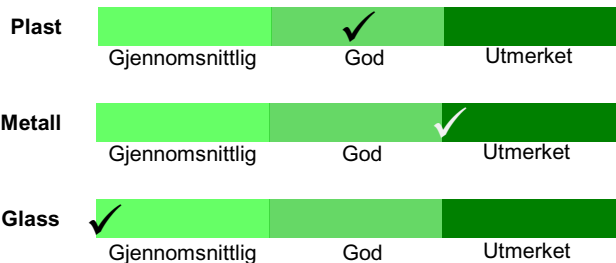 Plast
Gjennomsnittlig God Utmerket
Metall
Gjennomsnittlig God Utmerket
Glass
Gjennomsnittlig God Utmerket